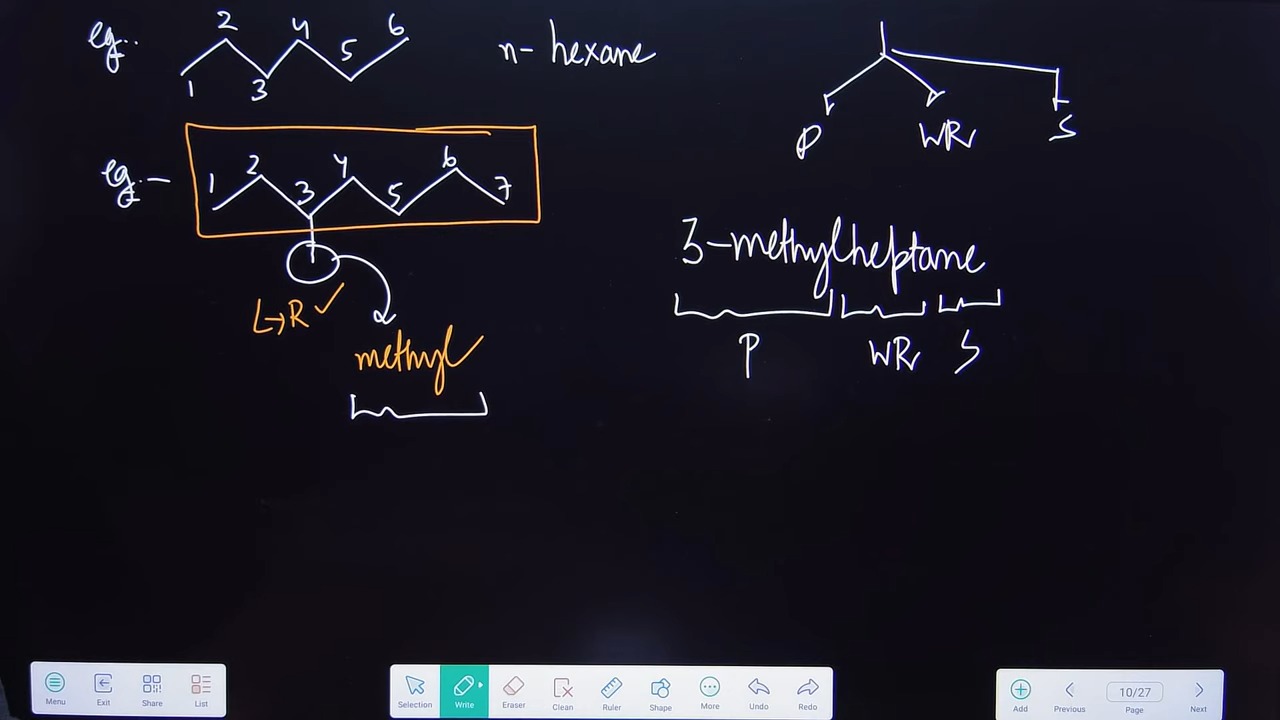 eg.. 1 2 3 4 5 6 n-hexane
P WR S
eg.- 1 2 3 4 5 6 7
3-methylheptane
P WR S
L→R ✓
methyl
Menu Exit Share List
Selection Write Eraser Clean Ruler Shape More Undo Redo
Add Previous 10/27 Page Next